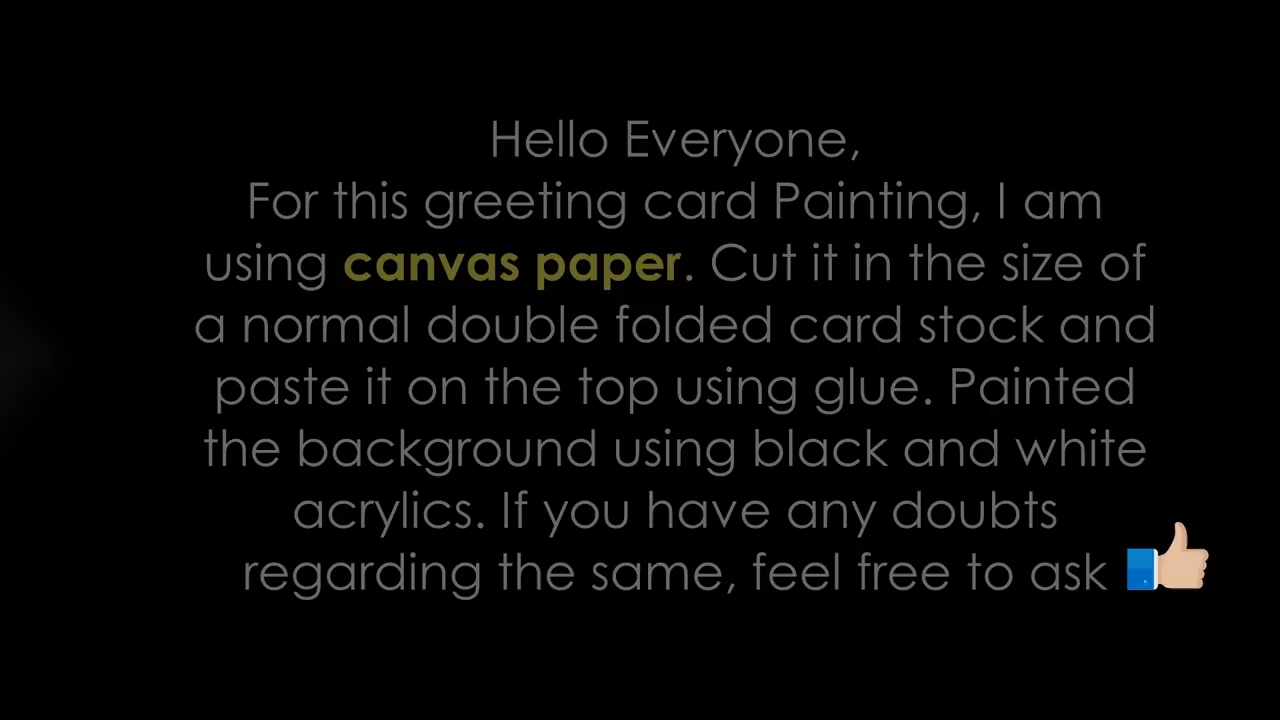 Hello Everyone,
For this greeting card Painting, I am
using canvas paper. Cut it in the size of
a normal double folded card stock and
paste it on the top using glue. Painted
the background using black and white
acrylics. If you have any doubts
regarding the same, feel free to ask